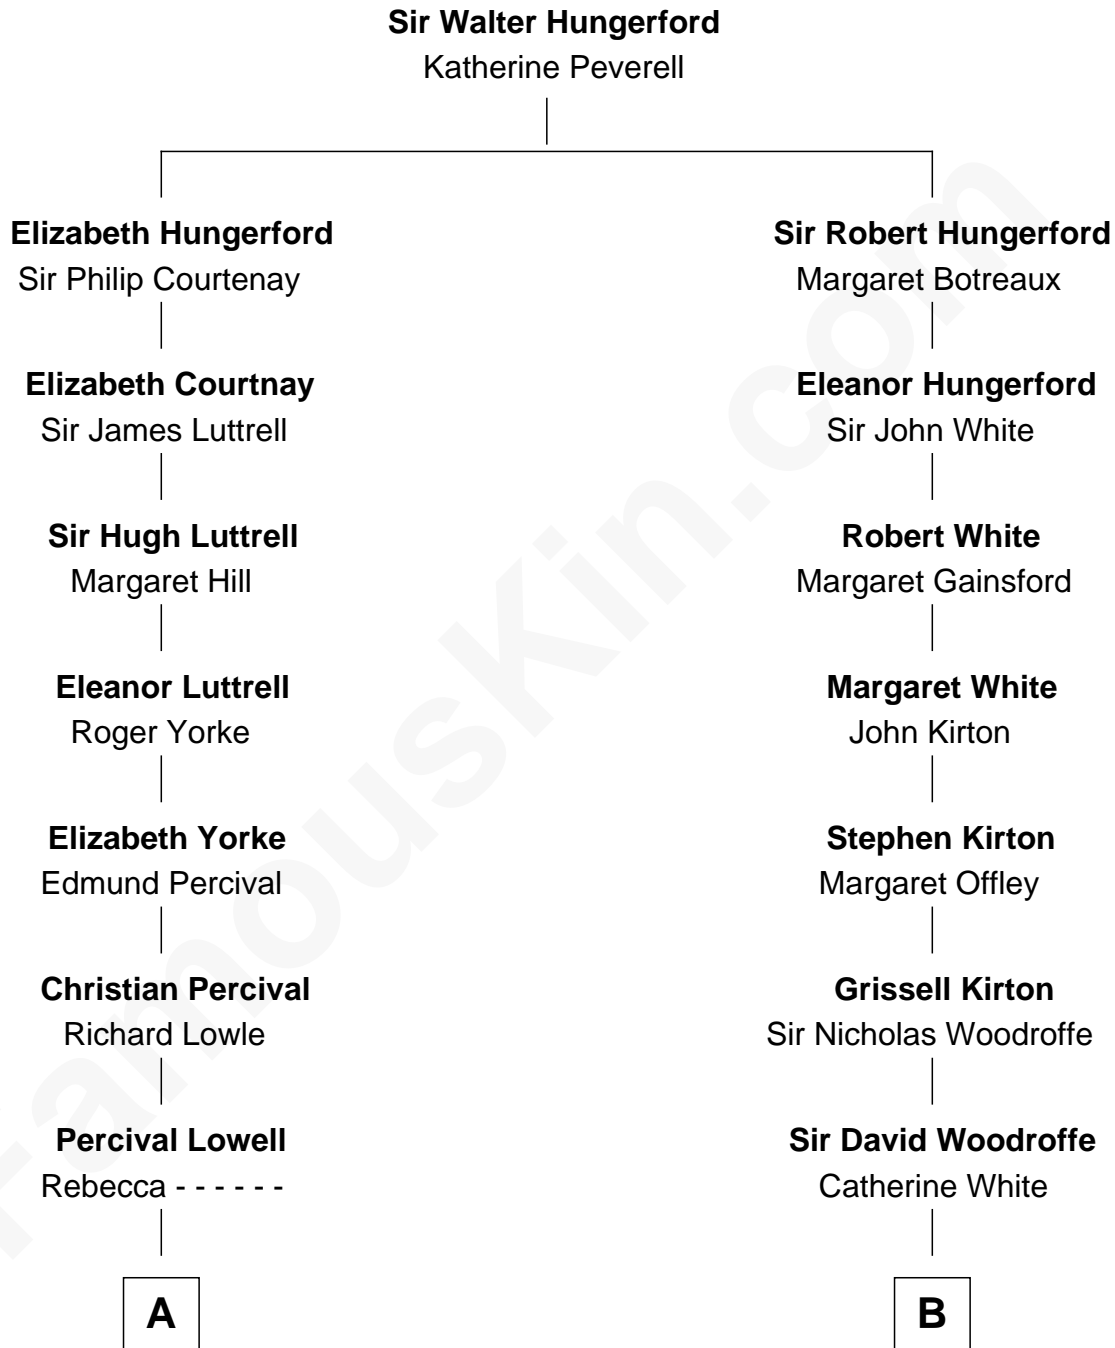 Sir Walter Hungerford
Katherine Peverell
Elizabeth Hungerford
Sir Philip Courtenay
Elizabeth Courtnay
Sir James Luttrell
Sir Hugh Luttrell
Margaret Hill
Eleanor Luttrell
Roger Yorke
Elizabeth Yorke
Edmund Percival
Christian Percival
Richard Lowle
Percival Lowell
Rebecca - - - - - -
A
Sir Robert Hungerford
Margaret Botreaux
Eleanor Hungerford
Sir John White
Robert White
Margaret Gainsford
Margaret White
John Kirton
Stephen Kirton
Margaret Offley
Grissell Kirton
Sir Nicholas Woodroffe
Sir David Woodroffe
Catherine White
B
FamousKin.com